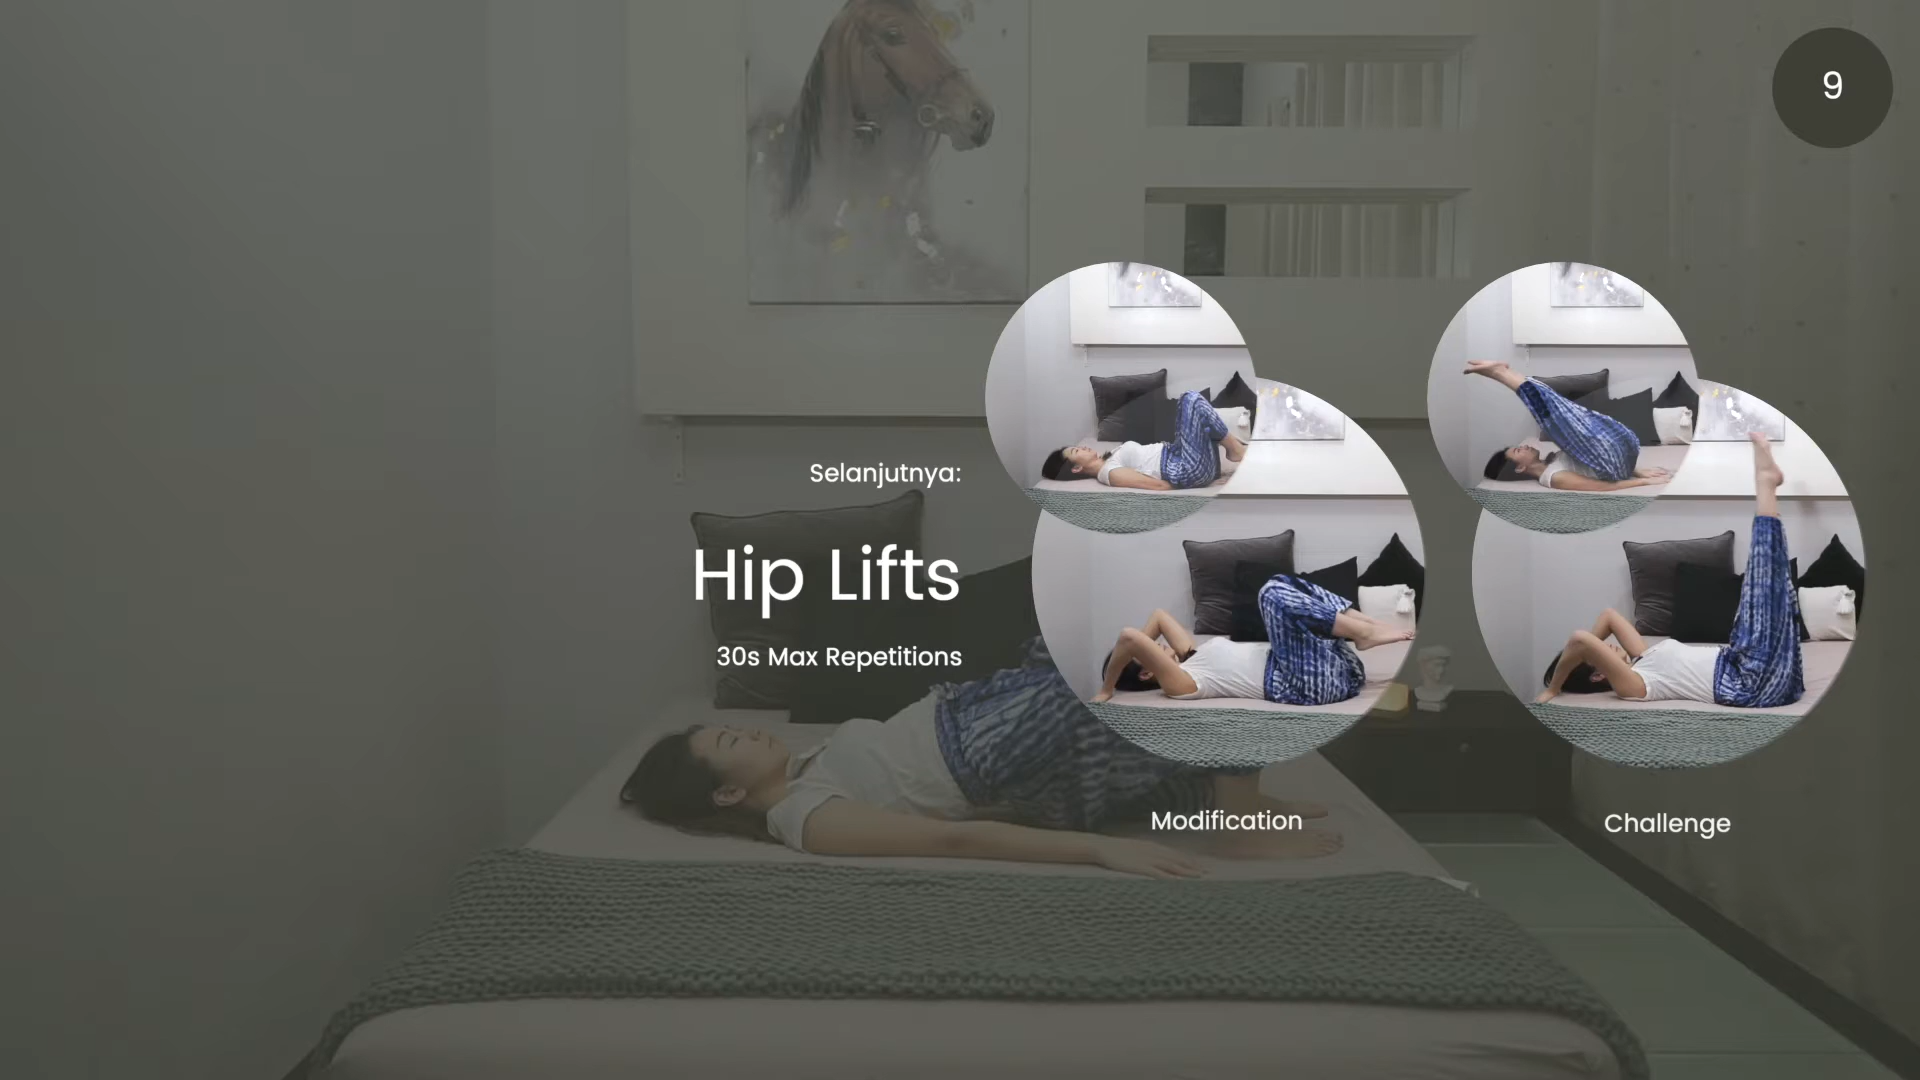 9
Selanjutnya:
Hip Lifts
30s Max Repetitions
Modification
Challenge